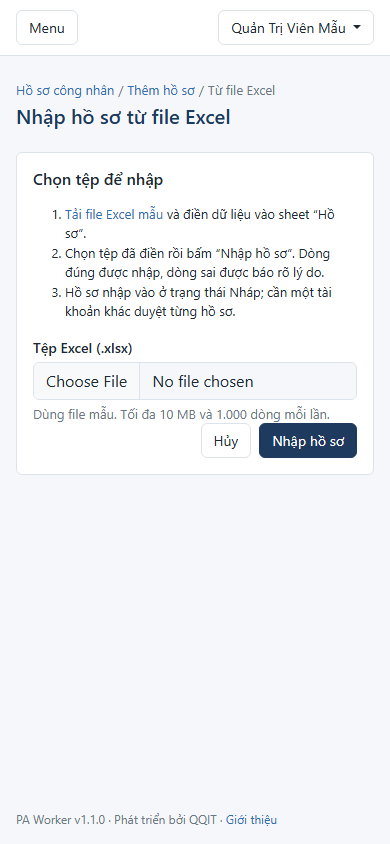 Menu
Quản Trị Viên Mẫu
Hồ sơ công nhân / Thêm hồ sơ / Từ file Excel
Nhập hồ sơ từ file Excel
Chọn tệp để nhập
1. Tải file Excel mẫu và điền dữ liệu vào sheet “Hồ
sơ”.
2. Chọn tệp đã điền rồi bấm “Nhập hồ sơ”. Dòng
đúng được nhập, dòng sai được báo rõ lý do.
3. Hồ sơ nhập vào ở trạng thái Nháp; cần một tài
khoản khác duyệt từng hồ sơ.
Tệp Excel (.xlsx)
Choose File No file chosen
Dùng file mẫu. Tối đa 10 MB và 1.000 dòng mỗi lần.
Hủy
Nhập hồ sơ
PA Worker v1.1.0 · Phát triển bởi QQIT · Giới thiệu